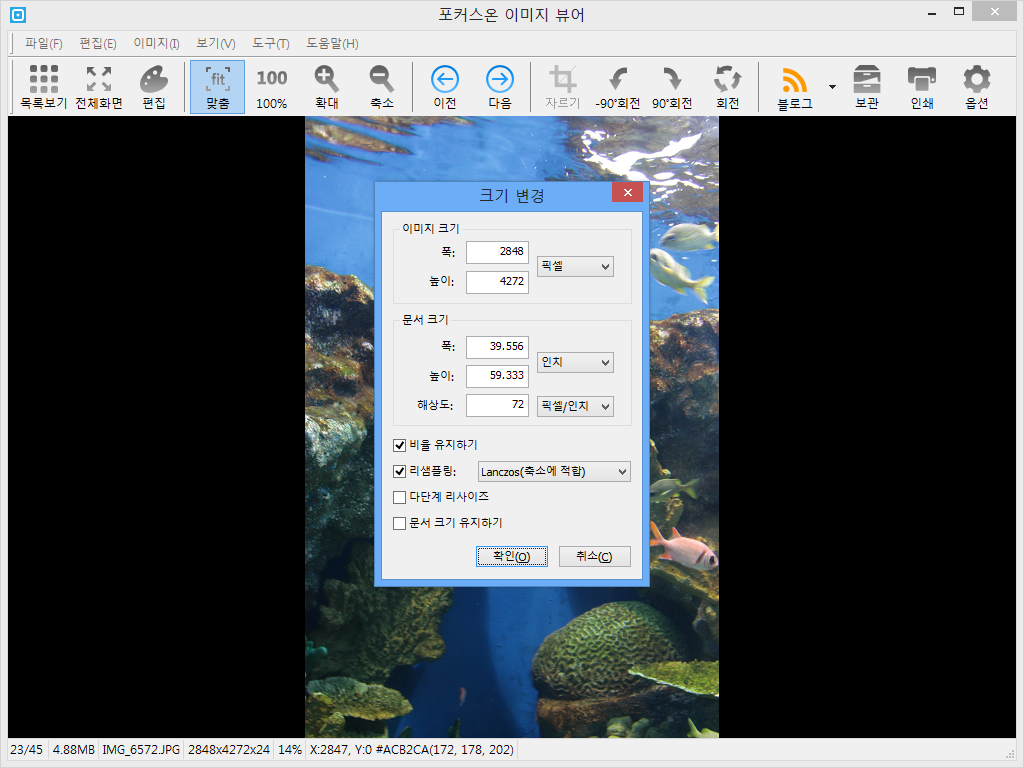 포커스온 이미지 뷰어
파일(F) 편집(E) 이미지(I) 보기(V) 도구(T) 도움말(H)
fit 100
목록보기 전체화면 편집 맞춤 100% 확대 축소 이전 다음 자르기 -90°회전 90°회전 회전 블로그 보관 인쇄 옵션
크기 변경
이미지 크기
폭: 2848
픽셀
높이: 4272
문서 크기
폭: 39.556
인치
높이: 59.333
해상도: 72 픽셀/인치
비율 유지하기
리샘플링: Lanczos(축소에 적합)
다단계 리사이즈
문서 크기 유지하기
확인(O) 취소(C)
23/45 4.88MB IMG_6572.JPG 2848x4272x24 14% X:2847, Y:0 #ACB2CA(172, 178, 202)